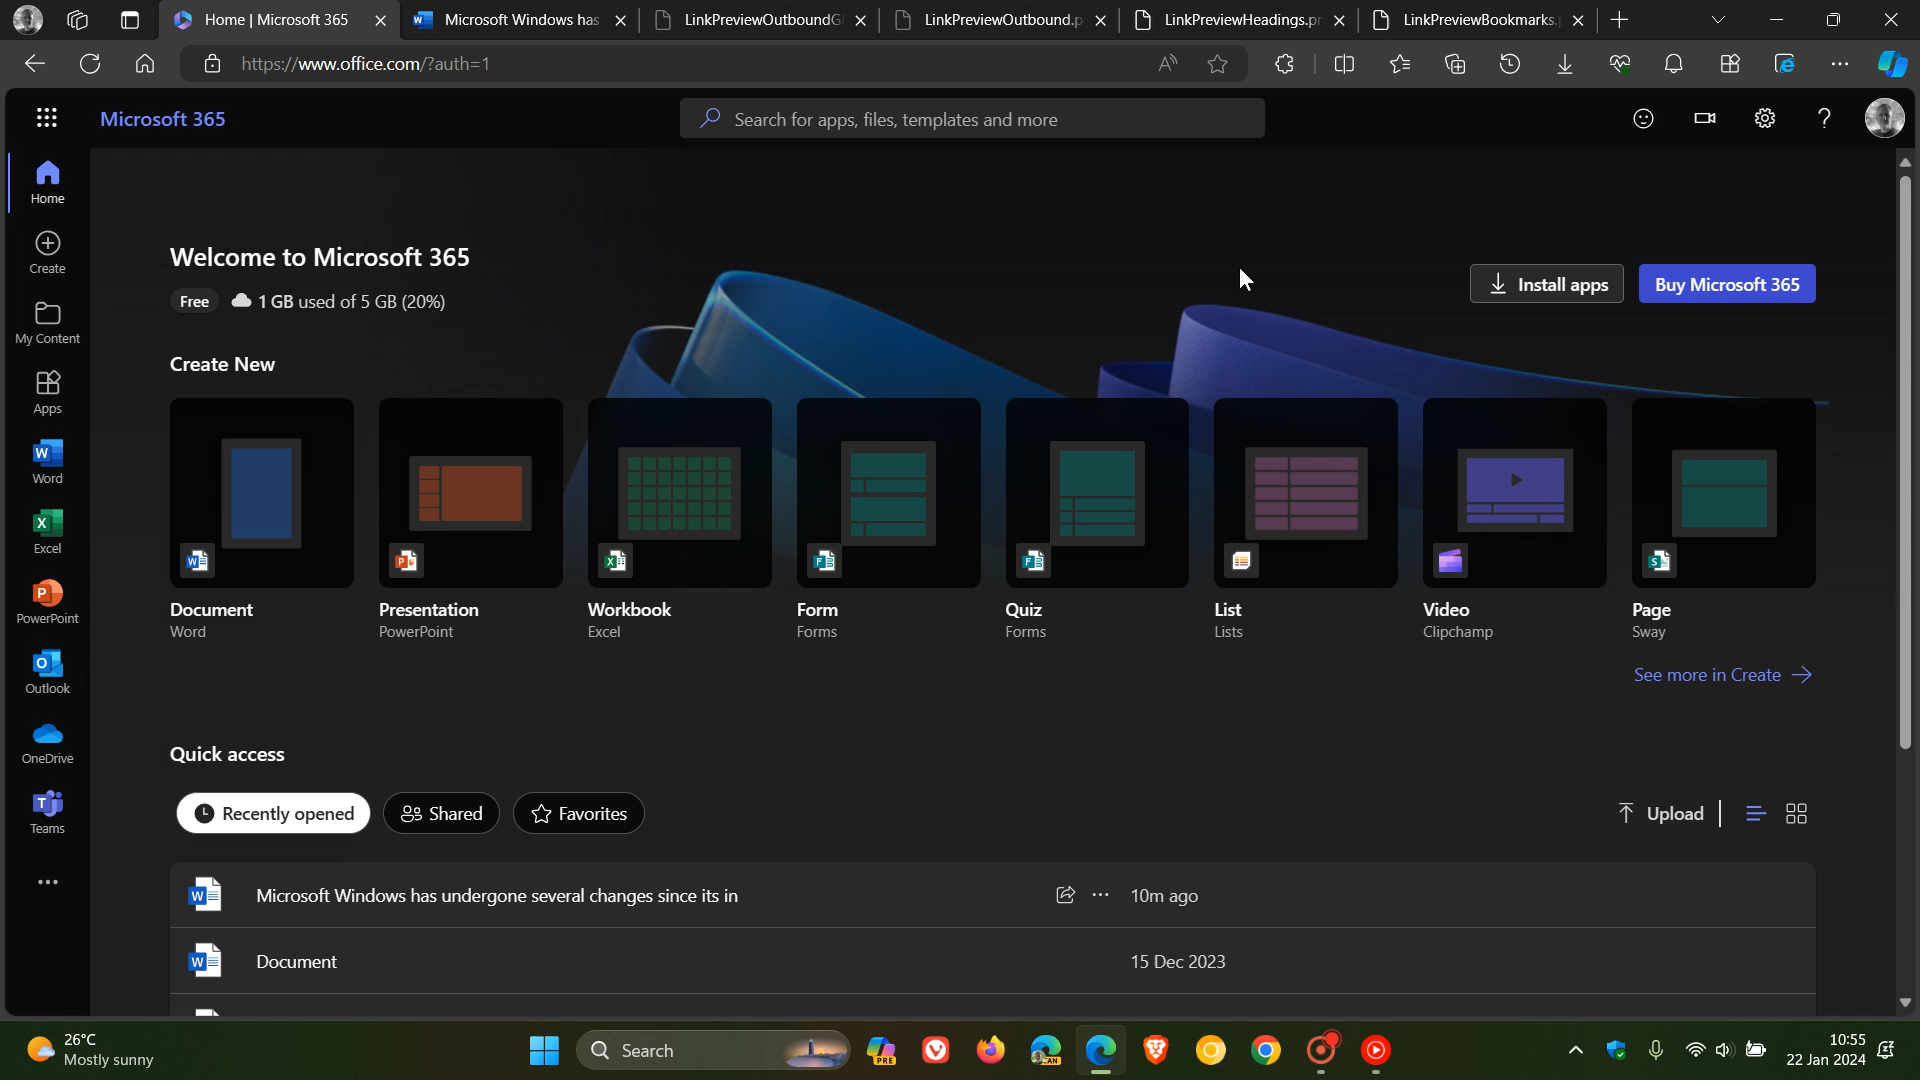 Home | Microsoft 365
Microsoft Windows has
LinkPreviewOutboundGl
LinkPreviewOutbound.p
LinkPreviewHeadings.pr
LinkPreviewBookmarks.
https://www.office.com/?auth=1
Microsoft 365
Search for apps, files, templates and more
Home
Create
My Content
Apps
Word
Excel
PowerPoint
Outlook
OneDrive
Teams
Welcome to Microsoft 365
Free
1 GB used of 5 GB (20%)
Install apps
Buy Microsoft 365
Create New
Document
Word
Presentation
PowerPoint
Workbook
Excel
Form
Forms
Quiz
Forms
List
Lists
Video
Clipchamp
Page
Sway
See more in Create
Quick access
Recently opened
Shared
Favorites
Upload
Microsoft Windows has undergone several changes since its in
10m ago
Document
15 Dec 2023
26°C
Mostly sunny
Search
PRE
CAN
10:55
22 Jan 2024